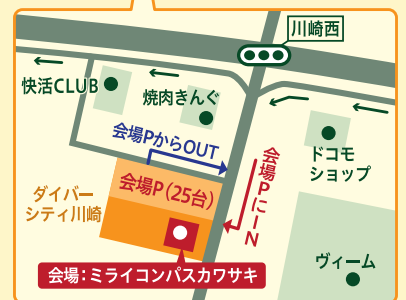 川崎西
快活CLUB
焼肉きんぐ
会場PからOUT
ドコモ
ショップ
会場PにIN
会場P（25台）
ダイバー
シティ川崎
ヴィーム
会場：ミライコンパスカワサキ